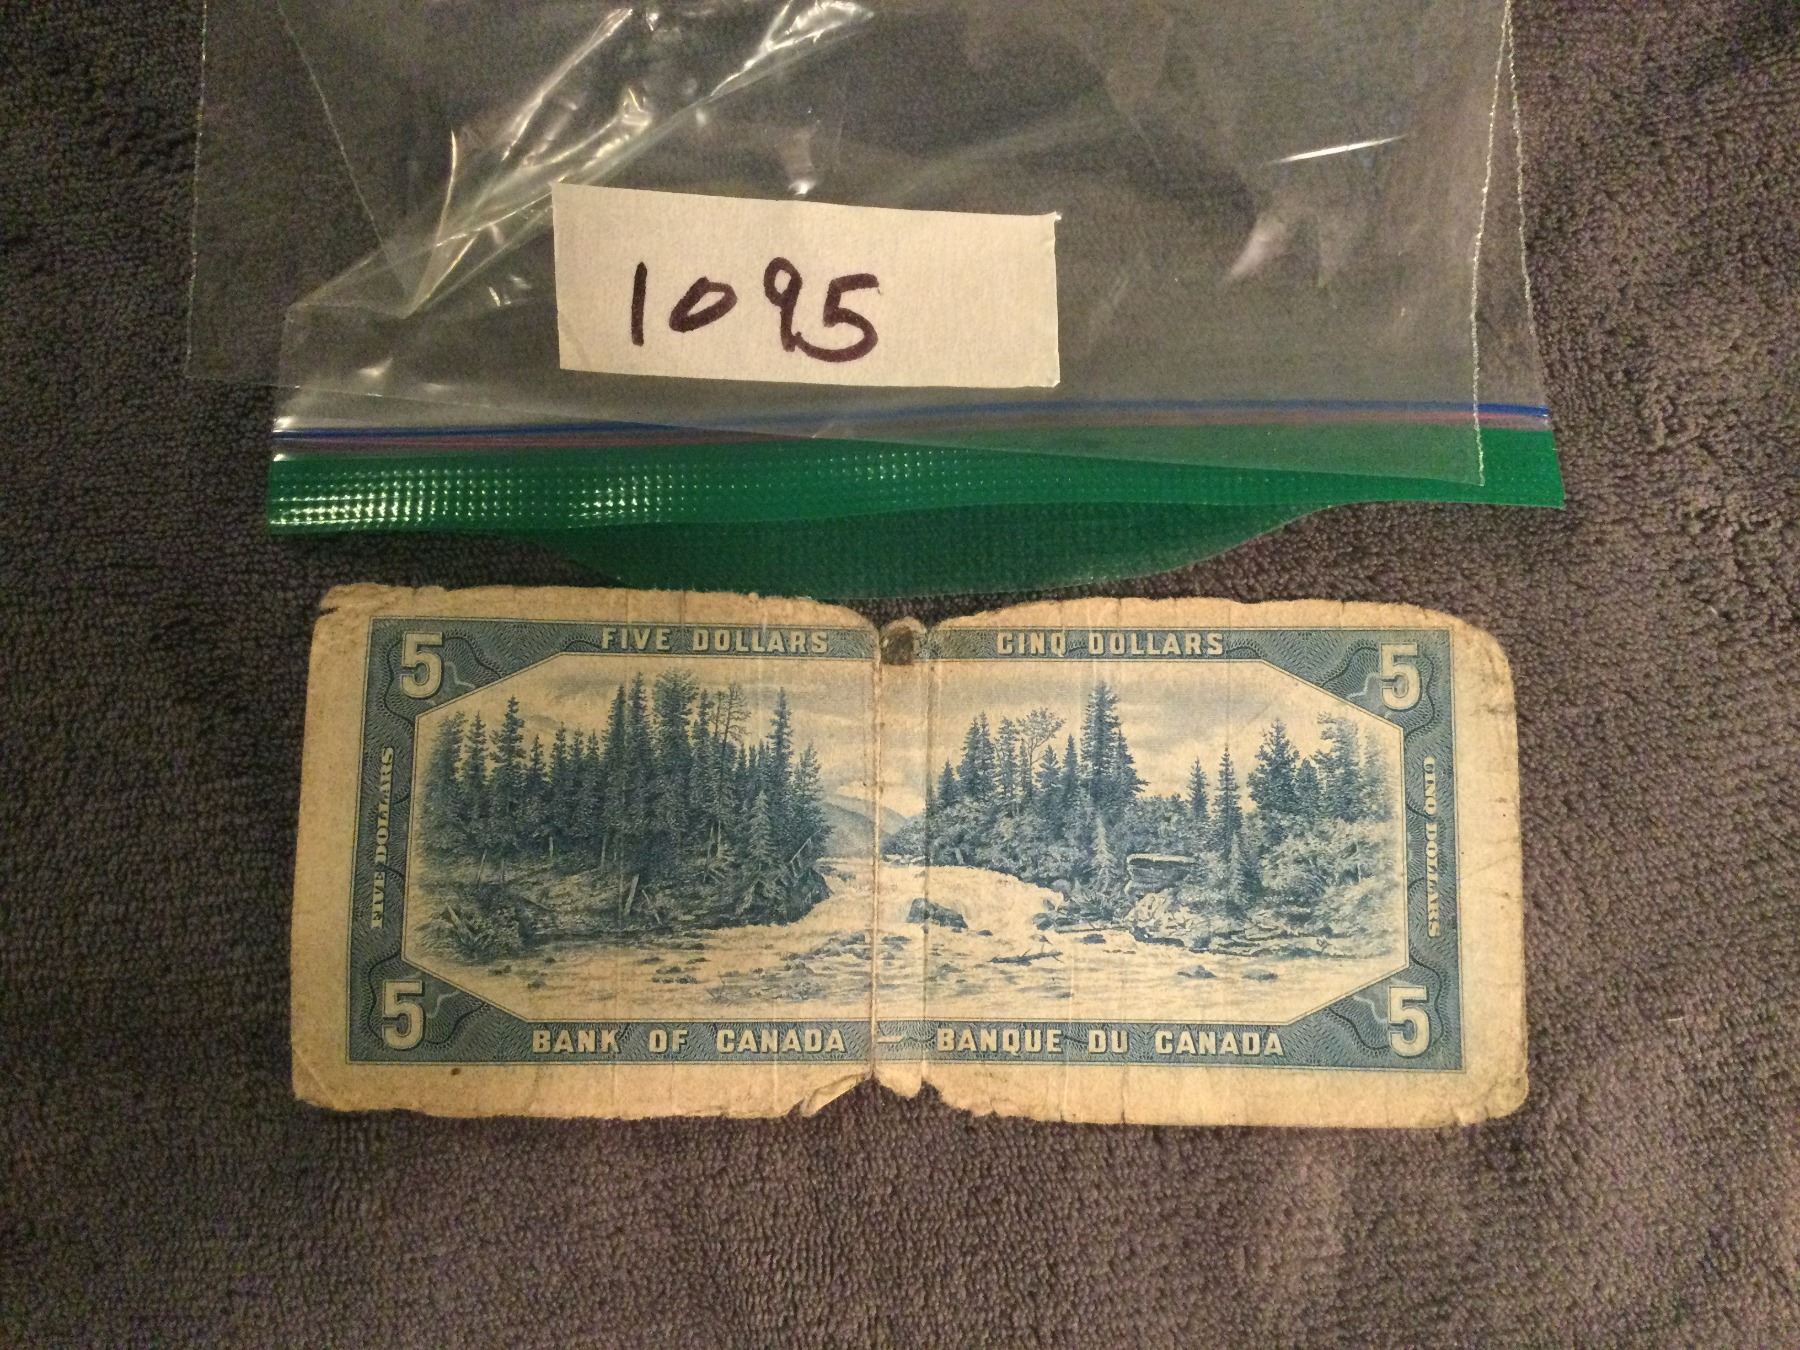 1095
FIVE DOLLARS CINQ DOLLARS
5 5
FIVE DOLLARS
CINQ DOLLARS
5 5
BANK OF CANADA — BANQUE DU CANADA